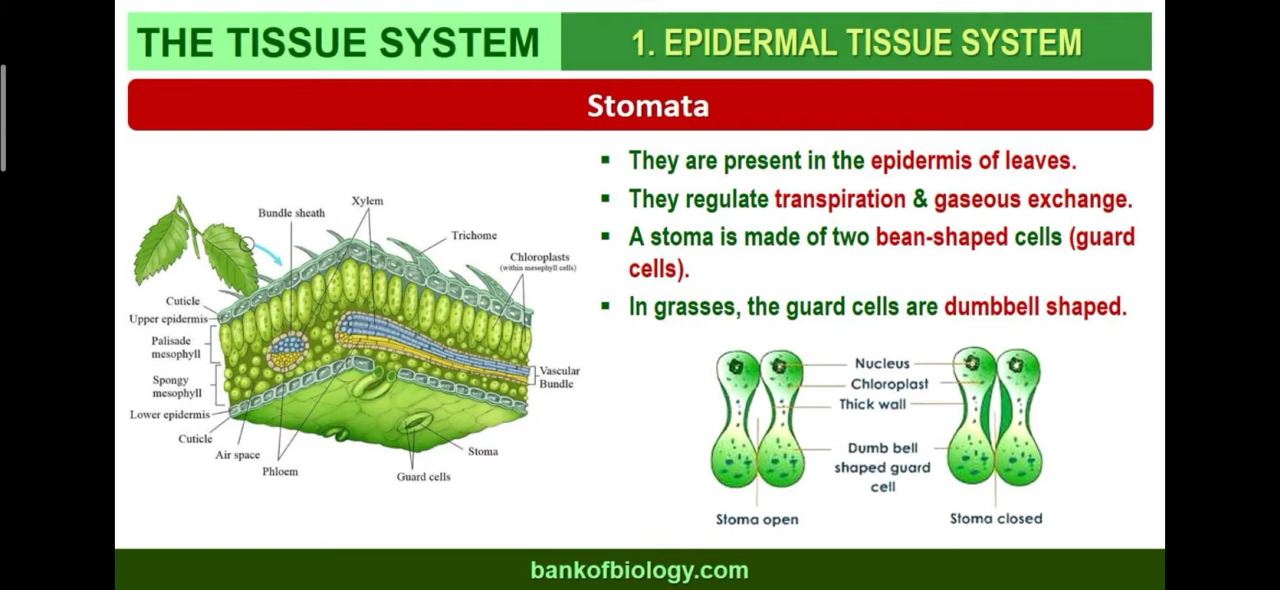 THE TISSUE SYSTEM
1. EPIDERMAL TISSUE SYSTEM
Stomata
▪ They are present in the epidermis of leaves.
▪ They regulate transpiration & gaseous exchange.
▪ A stoma is made of two bean-shaped cells (guard
cells).
▪ In grasses, the guard cells are dumbbell shaped.
Xylem
Bundle sheath
Trichome
Chloroplasts
(within mesophyll cells)
Cuticle
Upper epidermis
Palisade
mesophyll
Spongy
mesophyll
Lower epidermis
Cuticle
Air space
Phloem
Guard cells
Stoma
Vascular
Bundle
Nucleus
Chloroplast
Thick wall
Dumb bell
shaped guard
cell
Stoma open
Stoma closed
bankofbiology.com